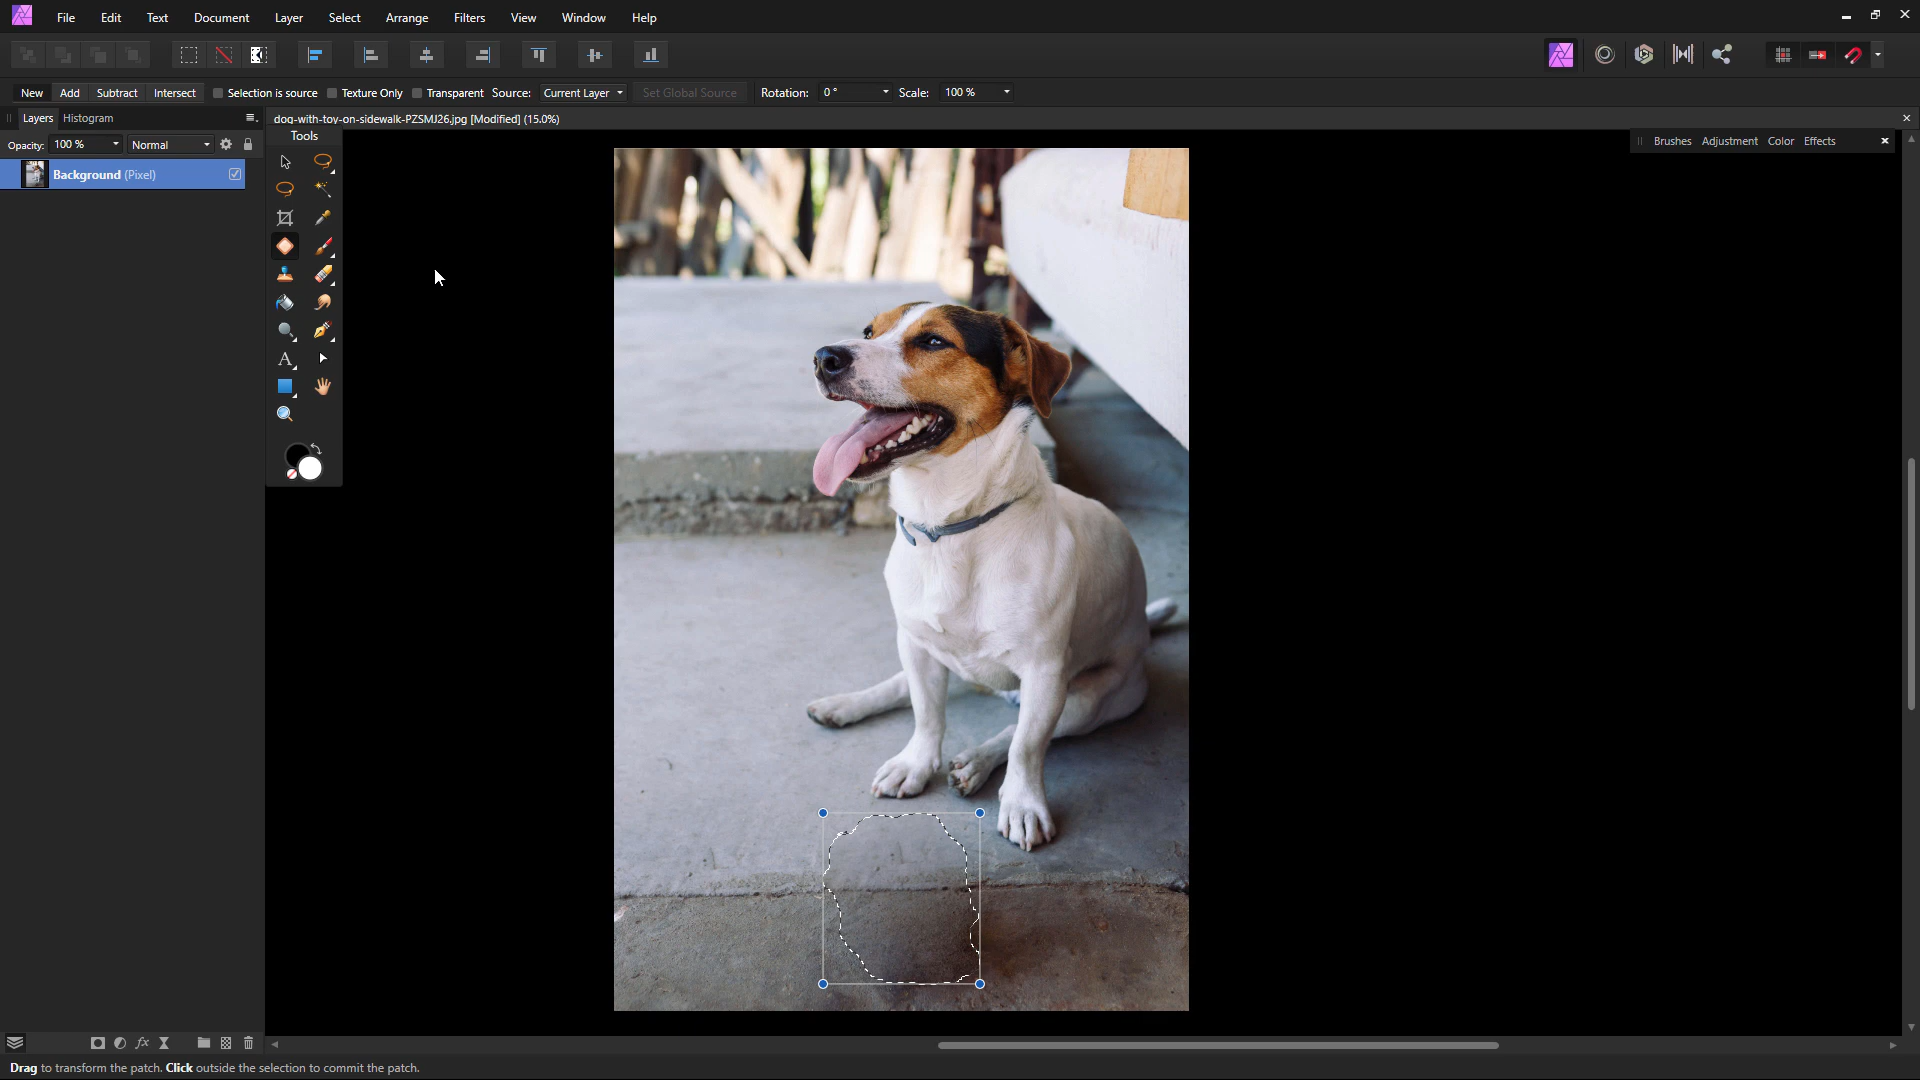 File Edit Text Document Layer Select Arrange Filters View Window Help
New Add Subtract Intersect Selection is source Texture Only Transparent Source: Current Layer Set Global Source Rotation: 0 ° Scale: 100 %
Layers Histogram
dog-with-toy-on-sidewalk-PZSMJ26.jpg [Modified] (15.0%)
Tools
Brushes Adjustment Color Effects
Opacity: 100 % Normal
Background (Pixel)
A
fx
Drag to transform the patch. Click outside the selection to commit the patch.